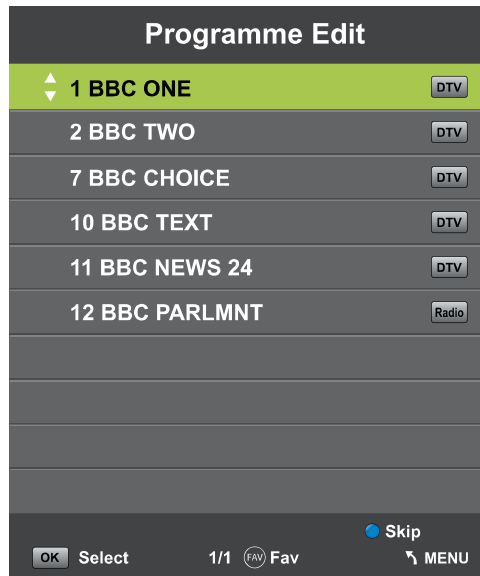 Programme Edit
1 BBC ONE DTV
2 BBC TWO DTV
7 BBC CHOICE DTV
10 BBC TEXT DTV
11 BBC NEWS 24 DTV
12 BBC PARLMNT Radio
Skip
OK Select 1/1 FAV Fav MENU